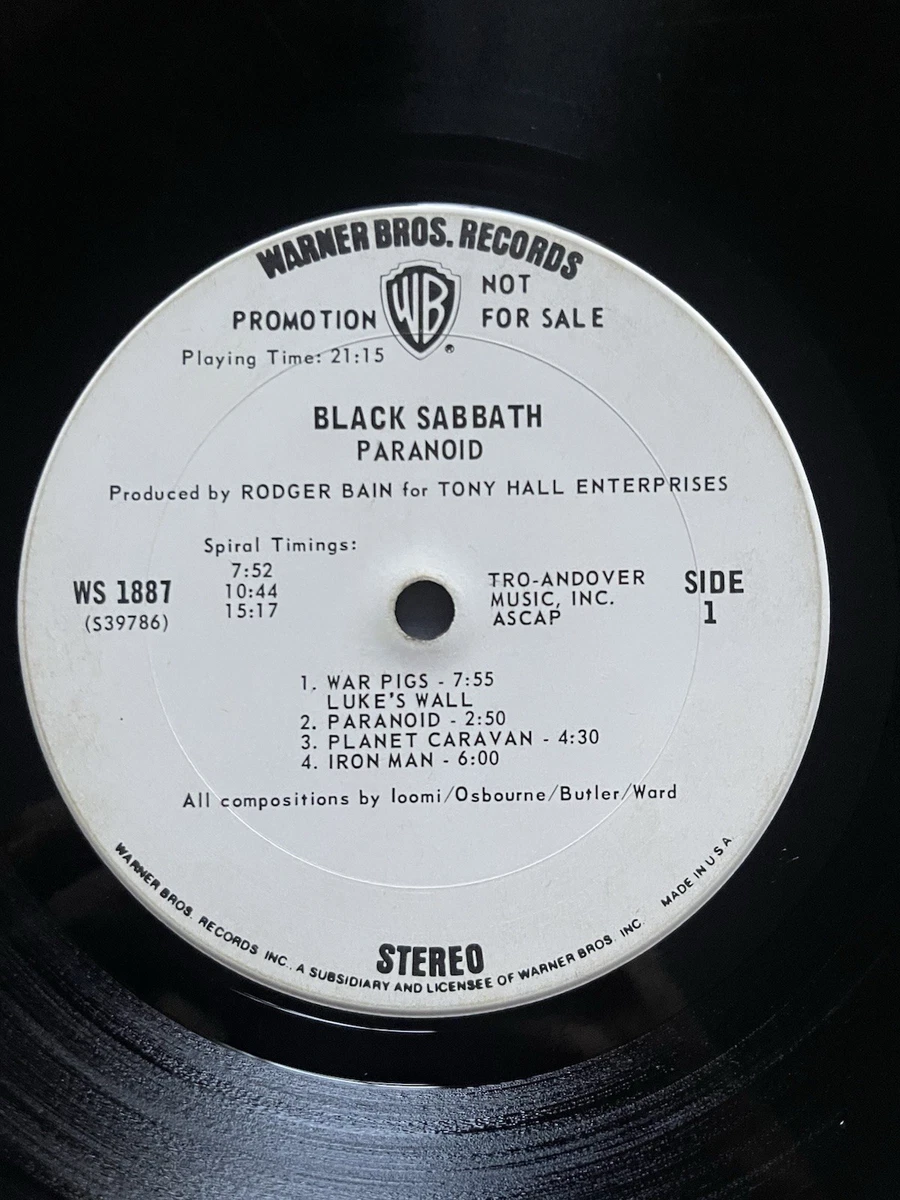 WARNER BROS. RECORDS
PROMOTION WB NOT FOR SALE
®
Playing Time: 21:15
BLACK SABBATH
PARANOID
Produced by RODGER BAIN for TONY HALL ENTERPRISES
Spiral Timings:
7:52
10:44
15:17
WS 1887
(S39786)
TRO-ANDOVER
MUSIC, INC.
ASCAP
SIDE
1
1. WAR PIGS - 7:55
LUKE'S WALL
2. PARANOID - 2:50
3. PLANET CARAVAN - 4:30
4. IRON MAN - 6:00
All compositions by Ioomi/Osbourne/Butler/Ward
STEREO
WARNER BROS. RECORDS INC., A SUBSIDIARY AND LICENSEE OF WARNER BROS. INC. MADE IN U.S.A.